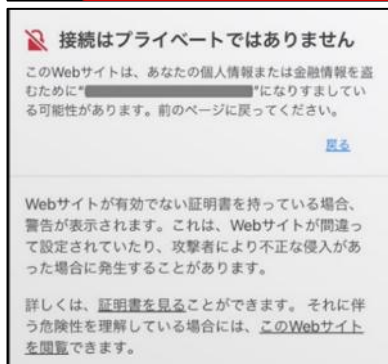 接続はプライベートではありません
このWebサイトは、あなたの個人情報または金融情報を盗
むために“ ”になりすましてい
る可能性があります。前のページに戻ってください。
戻る
Webサイトが有効でない証明書を持っている場合、
警告が表示されます。これは、Webサイトが間違っ
て設定されていたり、攻撃者により不正な侵入があ
った場合に発生することがあります。
詳しくは、証明書を見ることができます。 それに伴
う危険性を理解している場合には、このWebサイト
を閲覧できます。